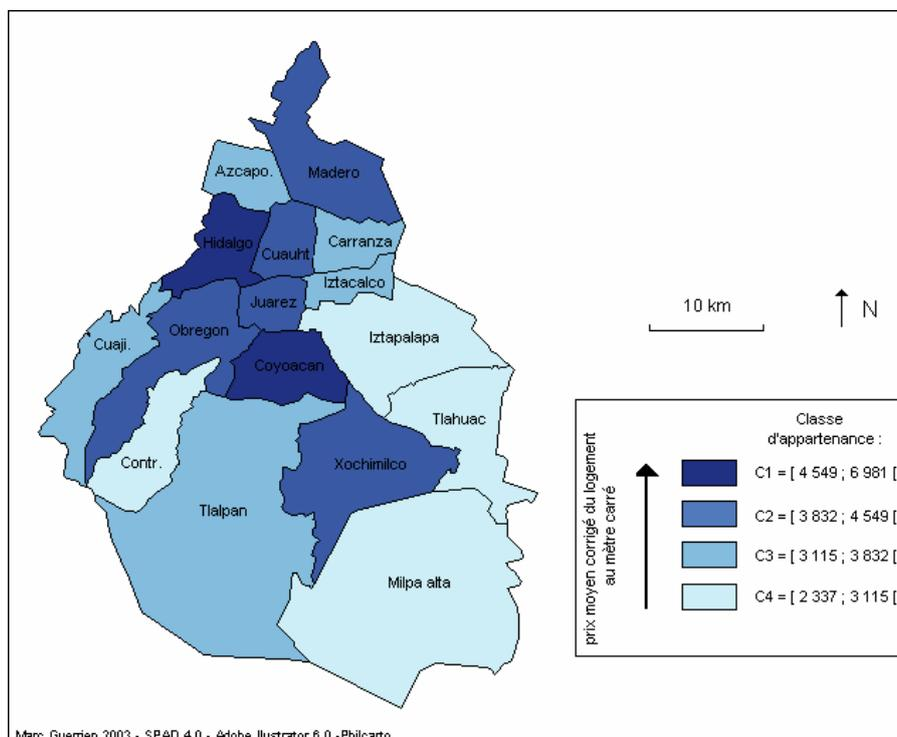 Madero
Azcapo.
Hidalgo
Cuauht
Carranza
Iztacalco
Juarez
Obregon
Cuaji.
Iztapalapa
Coyoacan
Tlahuac
Contr.
Xochimilco
Tlalpan
Milpa alta
10 km
N
Classe
d'appartenance :
C1 = [ 4 549 ; 6 981 [
C2 = [ 3 832 ; 4 549 [
C3 = [ 3 115 ; 3 832 [
C4 = [ 2 337 ; 3 115 [
prix moyen corrigé du logement
au mètre carré
Marc Guerrien 2003 - SPAD 4.0 - Adobe Ilustrator 6.0 -Philcarto